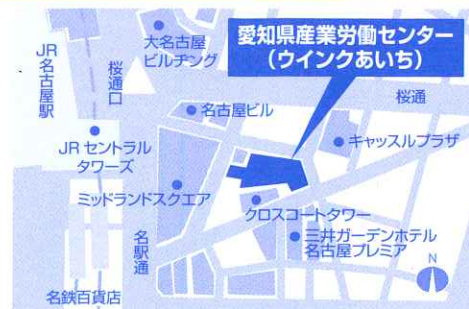 大名古屋
ビルヂング
愛知県産業労働センター
(ウインクあいち)
JR名古屋駅
桜通口
桜通
名古屋ビル
キャッスルプラザ
JRセントラル
タワーズ
ミッドランドスクエア
クロスコートタワー
名駅通
三井ガーデンホテル
名古屋プレミア
N
名鉄百貨店